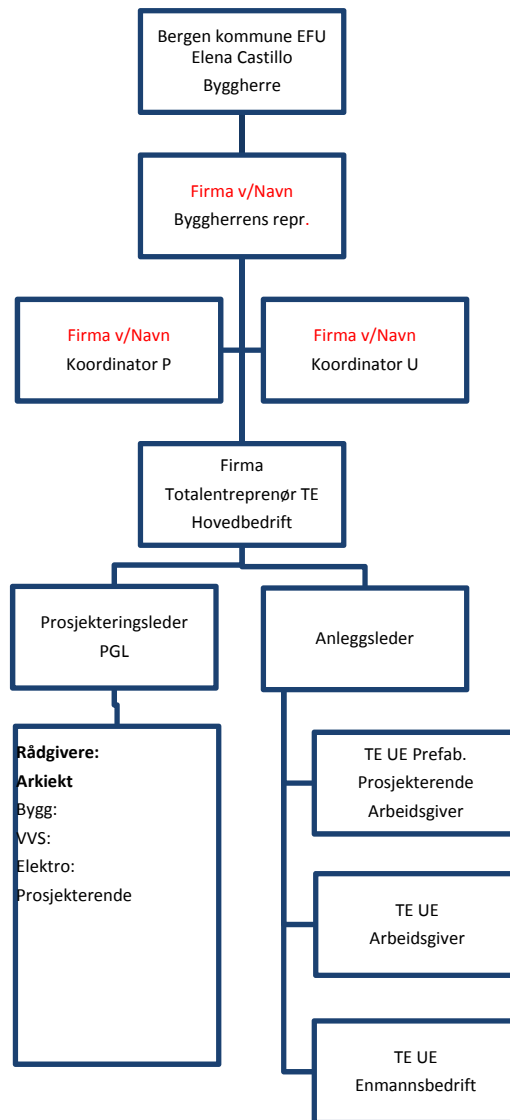 Bergen kommune EFU
Elena Castillo
Byggherre
Firma v/Navn
Byggherrens repr.
Firma v/Navn
Koordinator P
Firma v/Navn
Koordinator U
Firma
Totalentreprenør TE
Hovedbedrift
Prosjekteringsleder
PGL
Anleggsleder
Rådgivere:
Arkiekt
Bygg:
VVS:
Elektro:
Prosjekterende
TE UE Prefab.
Prosjekterende
Arbeidsgiver
TE UE
Arbeidsgiver
TE UE
Enmannsbedrift